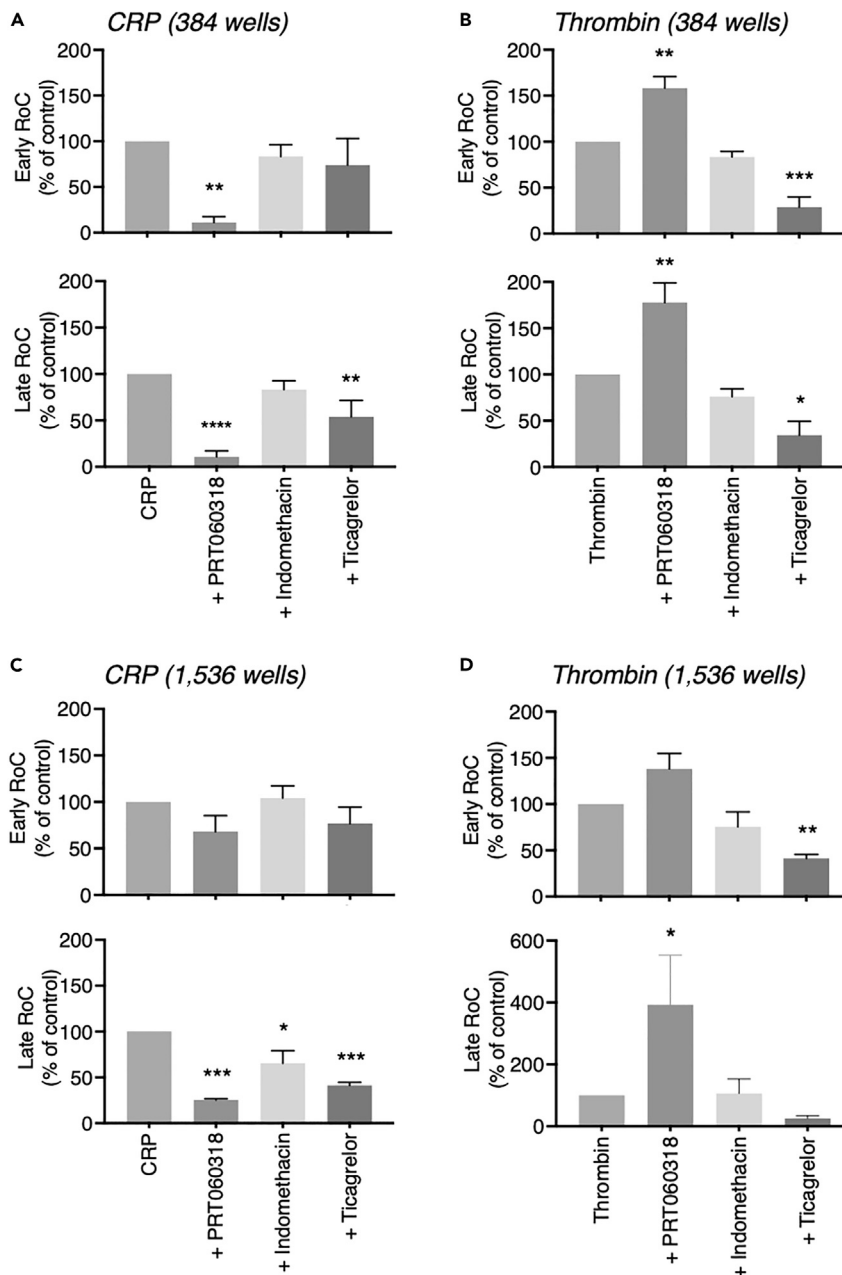 A
CRP (384 wells)
200
150
100
50
0
Early RoC
(% of control)
**
200
150
100
50
0
Late RoC
(% of control)
****
**
CRP
+ PRT060318
+ Indomethacin
+ Ticagrelor
B
Thrombin (384 wells)
200
150
100
50
0
Early RoC
(% of control)
**
***
200
150
100
50
0
Late RoC
(% of control)
**
*
Thrombin
+ PRT060318
+ Indomethacin
+ Ticagrelor
C
CRP (1,536 wells)
200
150
100
50
0
Early RoC
(% of control)
200
150
100
50
0
Late RoC
(% of control)
***
*
***
CRP
+ PRT060318
+ Indomethacin
+ Ticagrelor
D
Thrombin (1,536 wells)
200
150
100
50
0
Early RoC
(% of control)
**
600
400
200
100
0
Late RoC
(% of control)
*
Thrombin
+ PRT060318
+ Indomethacin
+ Ticagrelor